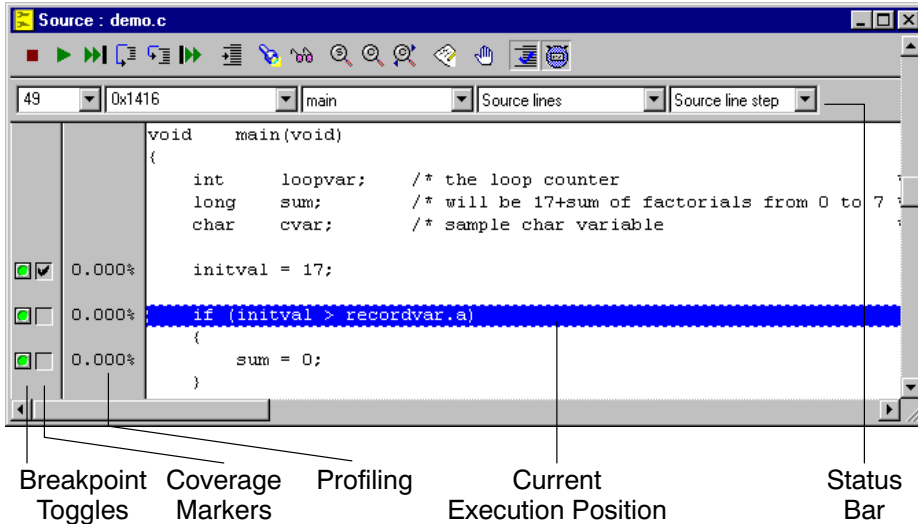 Source : demo.c
49 0x1416 main Source lines Source line step
void main(void)
{
int loopvar; /* the loop counter *
long sum; /* will be 17+sum of factorials from 0 to 7 *
char cvar; /* sample char variable *
0.000% initval = 17;
0.000% if (initval > recordvar.a)
{
0.000% sum = 0;
}
Breakpoint Toggles
Coverage Markers
Profiling
Current Execution Position
Status Bar